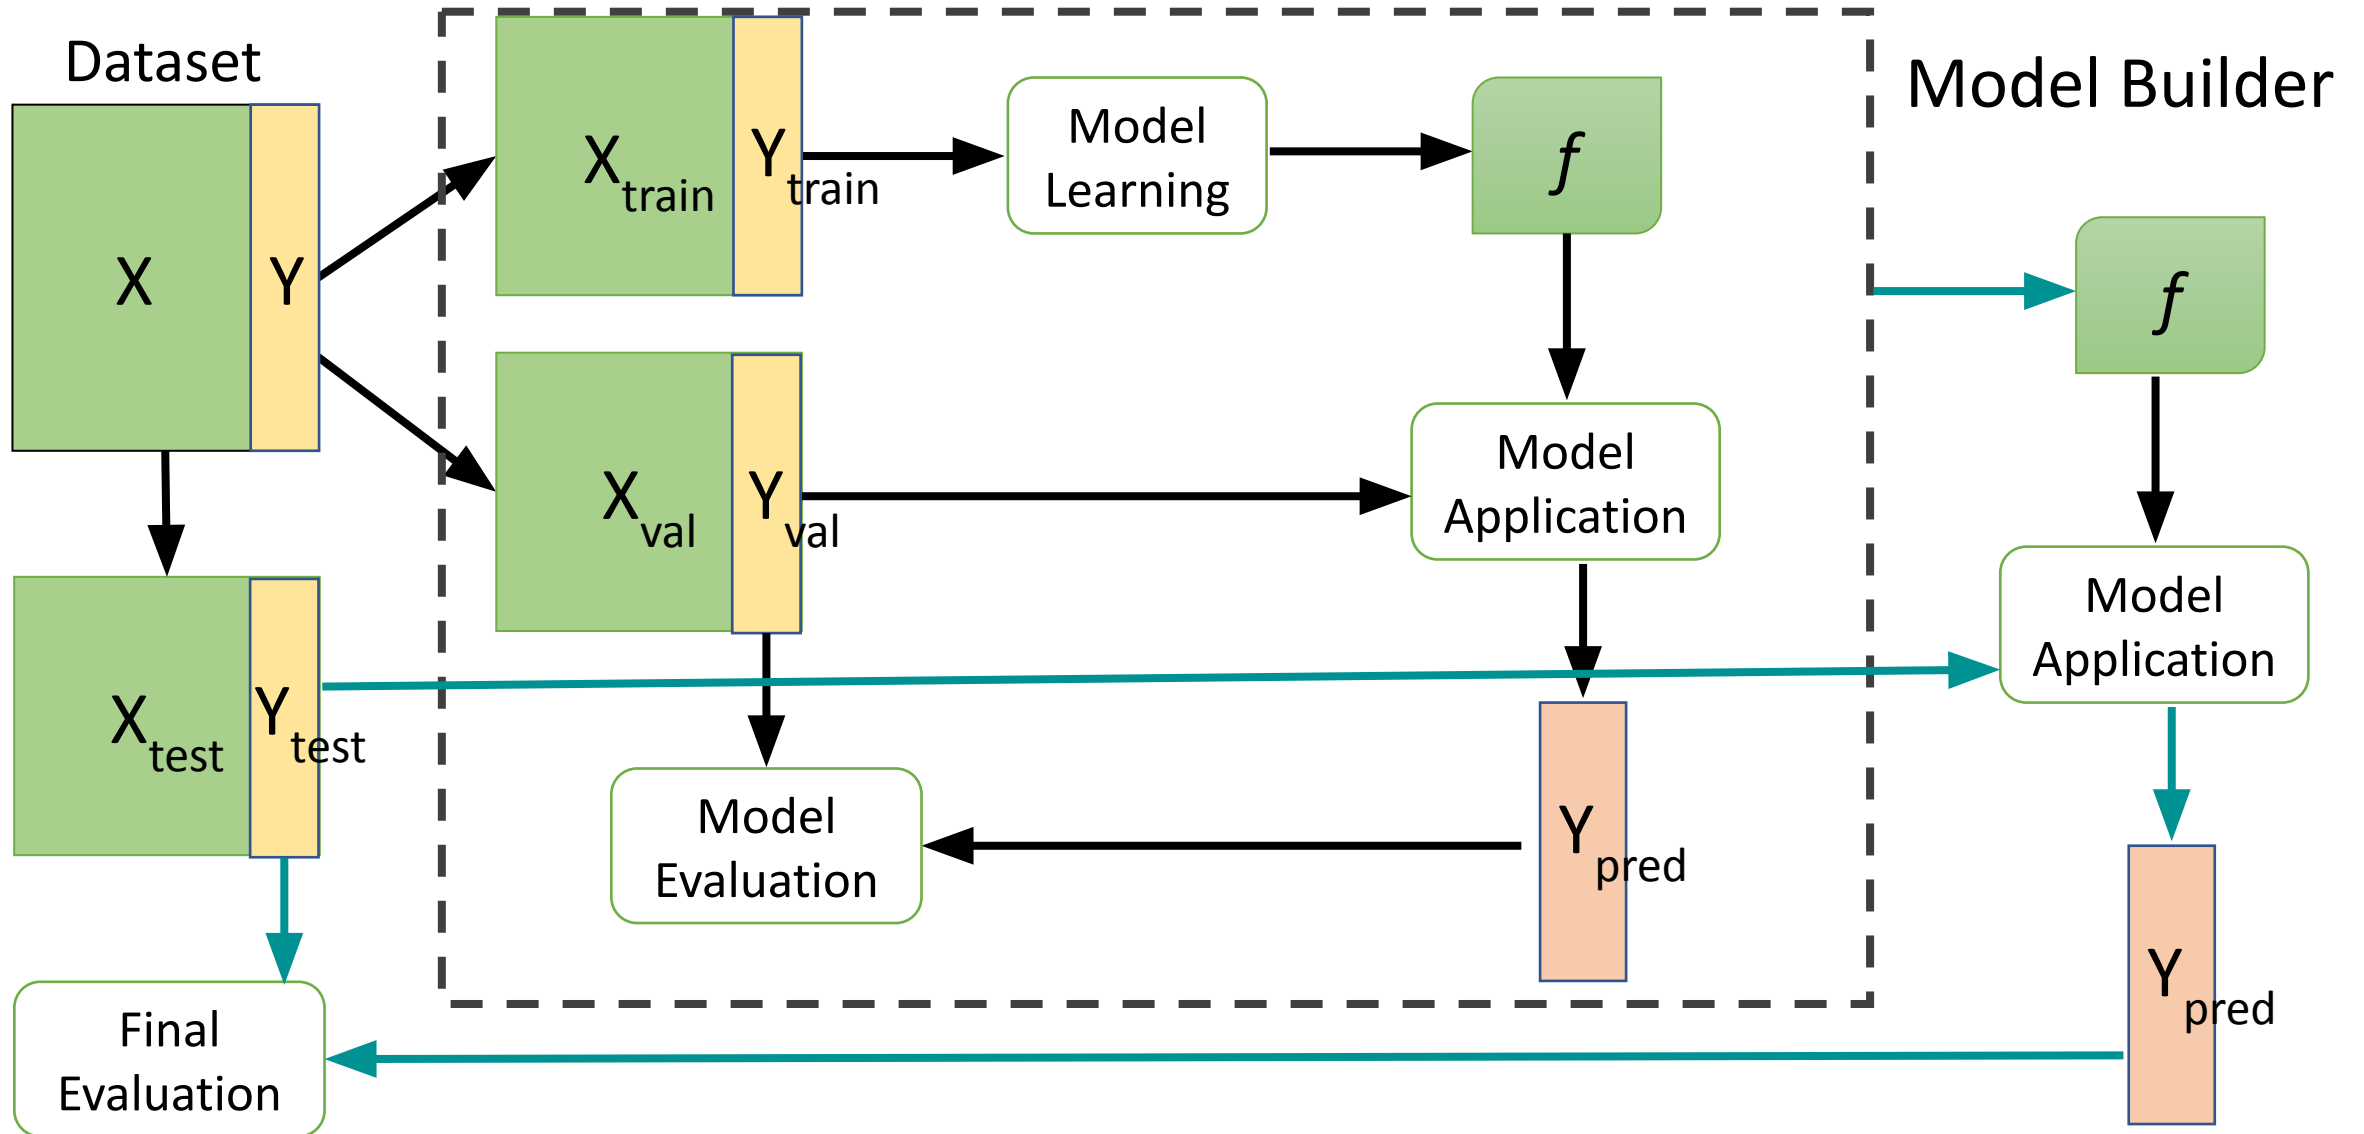 Dataset
Model Builder
X
Y
X train
Y train
Model
Learning
f
f
X val
Y val
Model
Application
Model
Application
X test
Y test
Model
Evaluation
Y pred
Y pred
Final
Evaluation